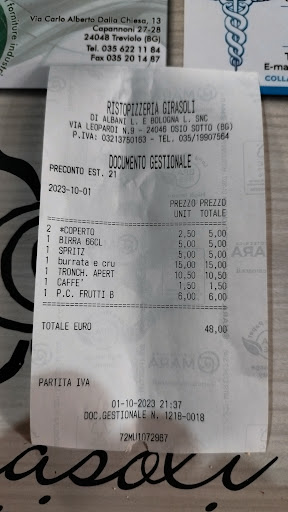 Via Carlo Alberto Dalla Chiesa, 13
Capannoni 27-28
24048 Treviolo (BG)
Tel. 035 622 11 84
Fax 035 20 14 87
E-ma
COLLA
RISTOPIZZERIA GIRASOLI
DI ALBANI L. E BOLOGNA L. SNC
VIA LEOPARDI N.9 - 24046 OSIO SOTTO (BG)
P.IVA: 03213750163 - TEL. 035/19907564
DOCUMENTO GESTIONALE
PRECONTO EST. 21
2023-10-01
PREZZO PREZZO
UNIT TOTALE
2 *COPERTO 2,50 5,00
1 BIRRA 66CL 5,00 5,00
1 SPRITZ 5,00 5,00
1 burrata e cru 15,00 15,00
1 TRONCH. APERT 10,50 10,50
1 CAFFE' 1,50 1,50
1 P.C. FRUTTI B 6,00 6,00
TOTALE EURO 48,00
PARTITA IVA
01-10-2023 21:37
DOC.GESTIONALE N. 1218-0018
72MU1072987